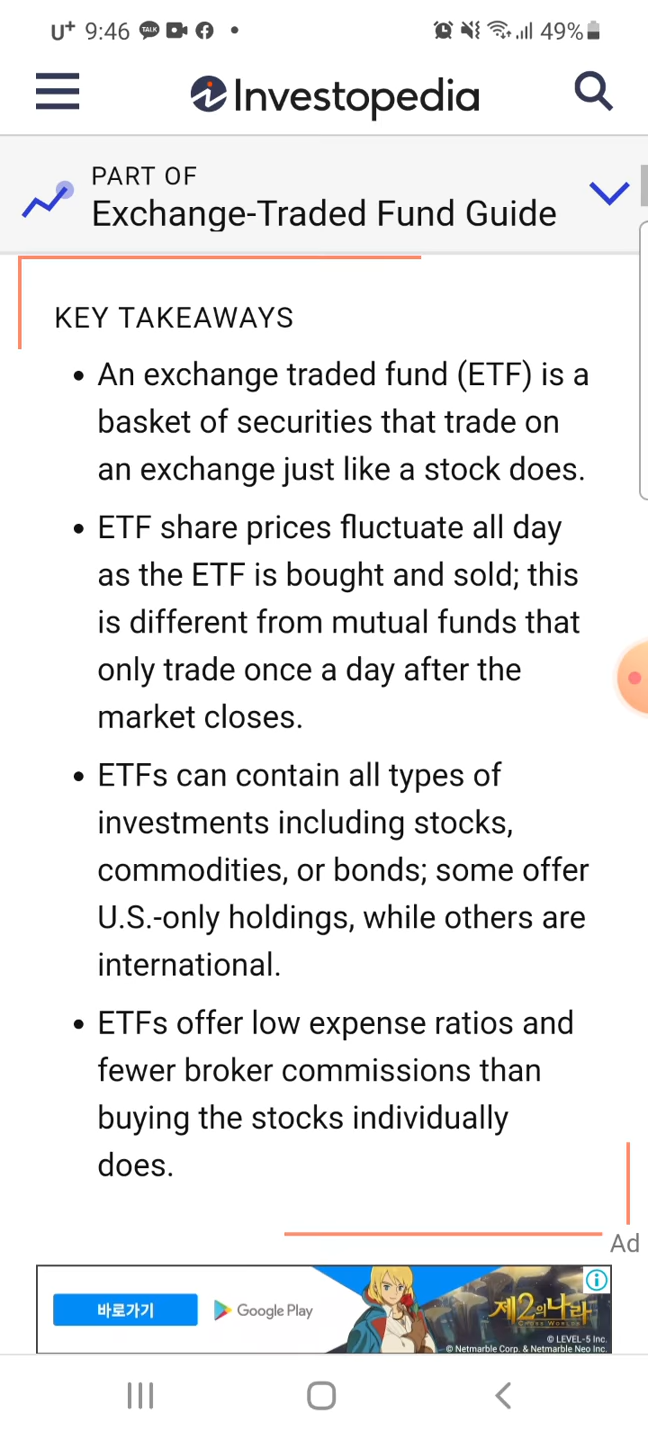 U+ 9:46 TALK 49%
Investopedia
PART OF
Exchange-Traded Fund Guide
KEY TAKEAWAYS
• An exchange traded fund (ETF) is a
basket of securities that trade on
an exchange just like a stock does.
• ETF share prices fluctuate all day
as the ETF is bought and sold; this
is different from mutual funds that
only trade once a day after the
market closes.
• ETFs can contain all types of
investments including stocks,
commodities, or bonds; some offer
U.S.-only holdings, while others are
international.
• ETFs offer low expense ratios and
fewer broker commissions than
buying the stocks individually
does.
Ad
바로가기
Google Play
제2의나라
CROSS WORLDS
© LEVEL-5 Inc.
© Netmarble Corp. & Netmarble Neo Inc.